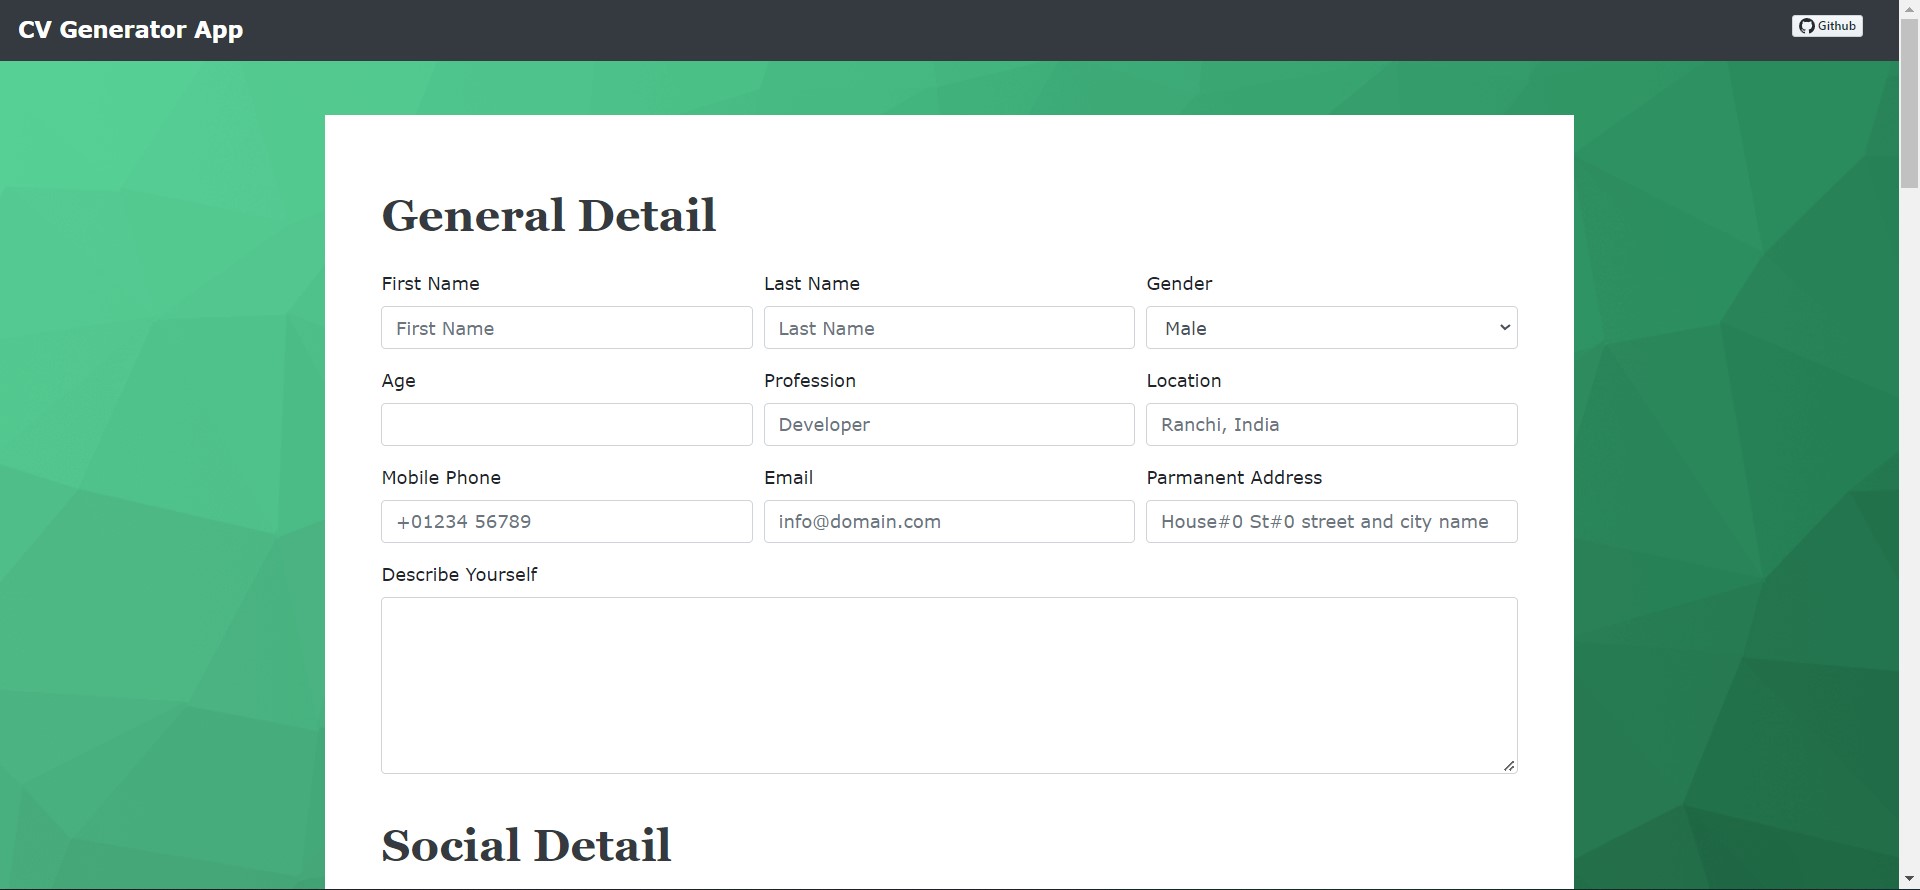 CV Generator App
Github
General Detail
First Name Last Name Gender
First Name Last Name Male
Age Profession Location
Developer Ranchi, India
Mobile Phone Email Parmanent Address
+01234 56789 info@domain.com House#0 St#0 street and city name
Describe Yourself
Social Detail